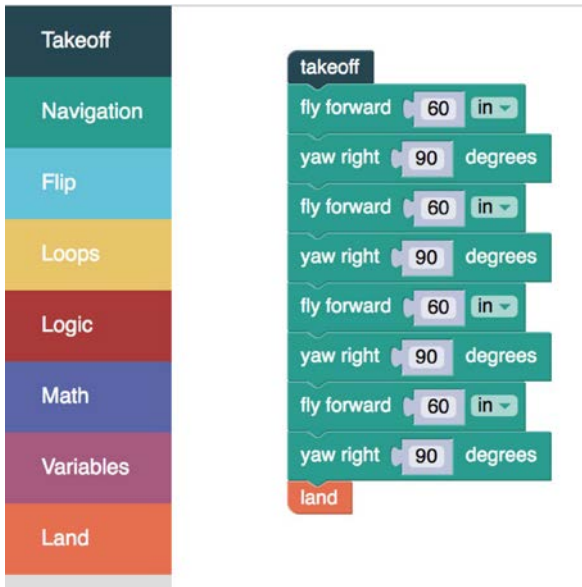 Takeoff
Navigation
Flip
Loops
Logic
Math
Variables
Land
takeoff
fly forward 60 in
yaw right 90 degrees
fly forward 60 in
yaw right 90 degrees
fly forward 60 in
yaw right 90 degrees
fly forward 60 in
yaw right 90 degrees
land